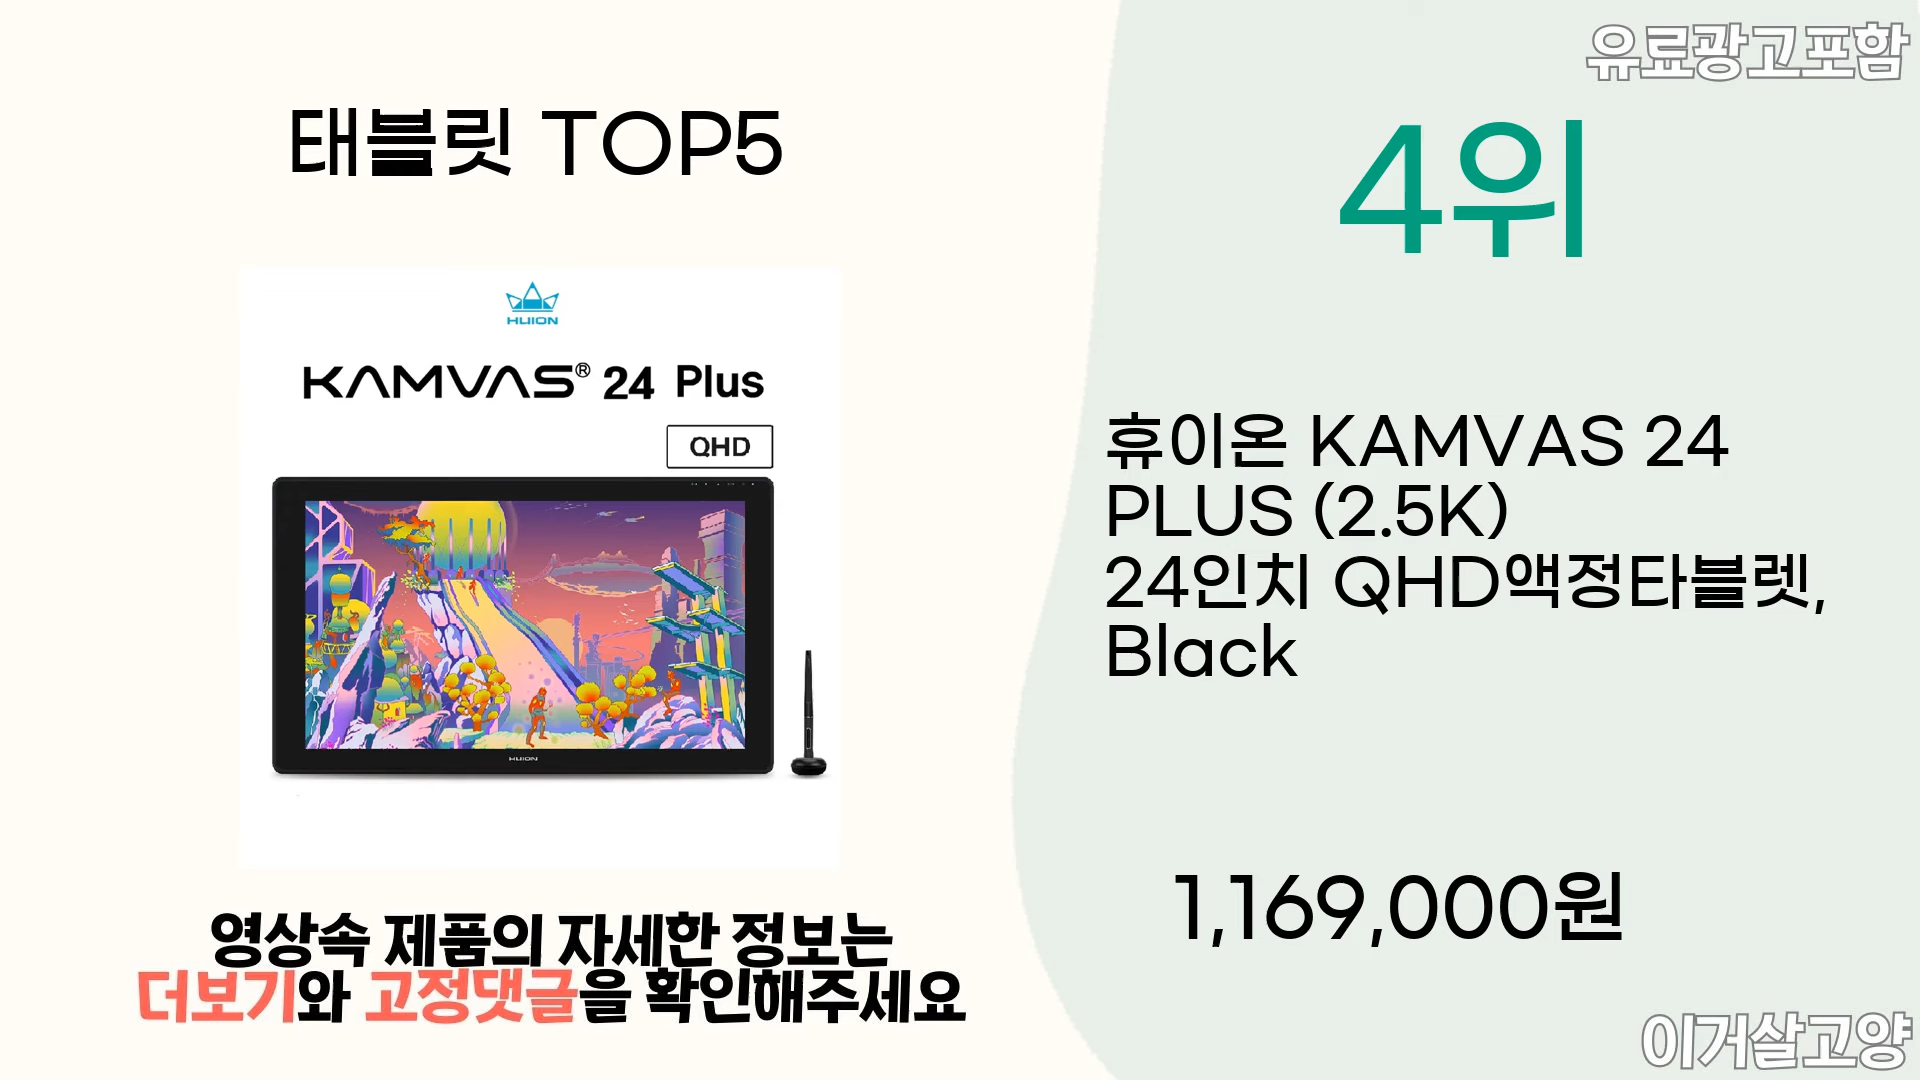 유료광고포함
태블릿 TOP5
4위
HUION
KAMVAS® 24 Plus
QHD
HUION
휴이온 KAMVAS 24
PLUS (2.5K)
24인치 QHD액정타블렛,
Black
1,169,000원
영상속 제품의 자세한 정보는
더보기와 고정댓글을 확인해주세요
이거살고양